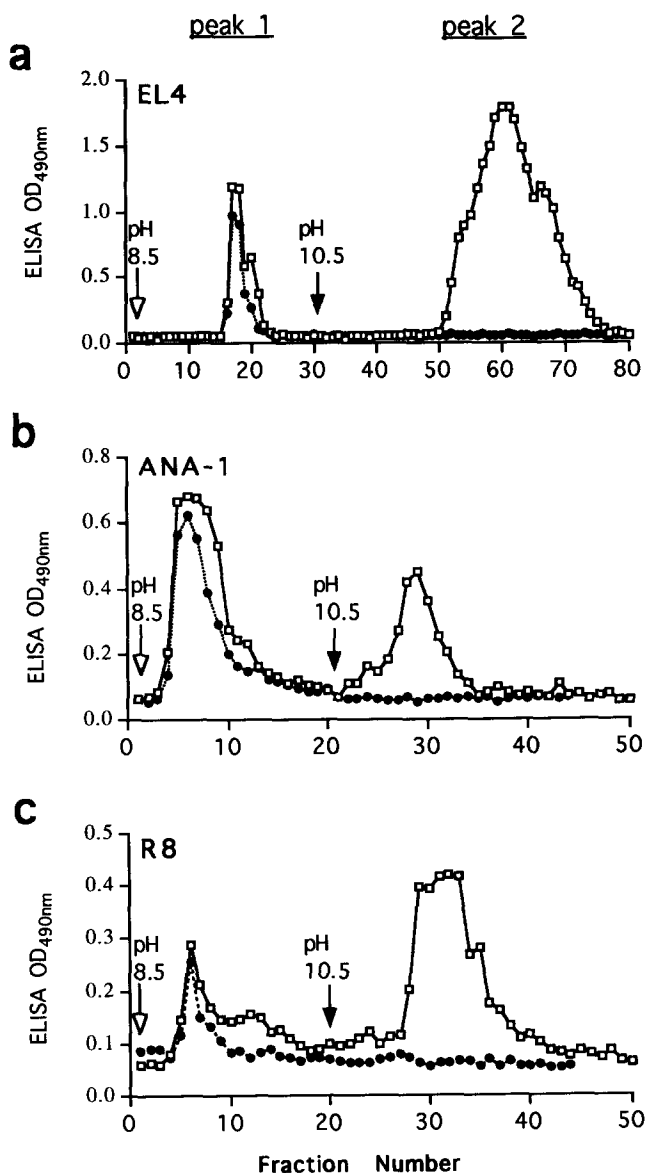 peak 1 peak 2
a
EL4
2.0
1.5
1.0
0.5
0.0
ELISA OD490nm
pH
8.5
pH
10.5
0 10 20 30 40 50 60 70 80
b
ANA-1
0.8
0.6
0.4
0.2
0.0
ELISA OD490nm
pH
8.5
pH
10.5
0 10 20 30 40 50
c
R8
0.5
0.4
0.3
0.2
0.1
0.0
ELISA OD490nm
pH
8.5
pH
10.5
0 10 20 30 40 50
Fraction Number